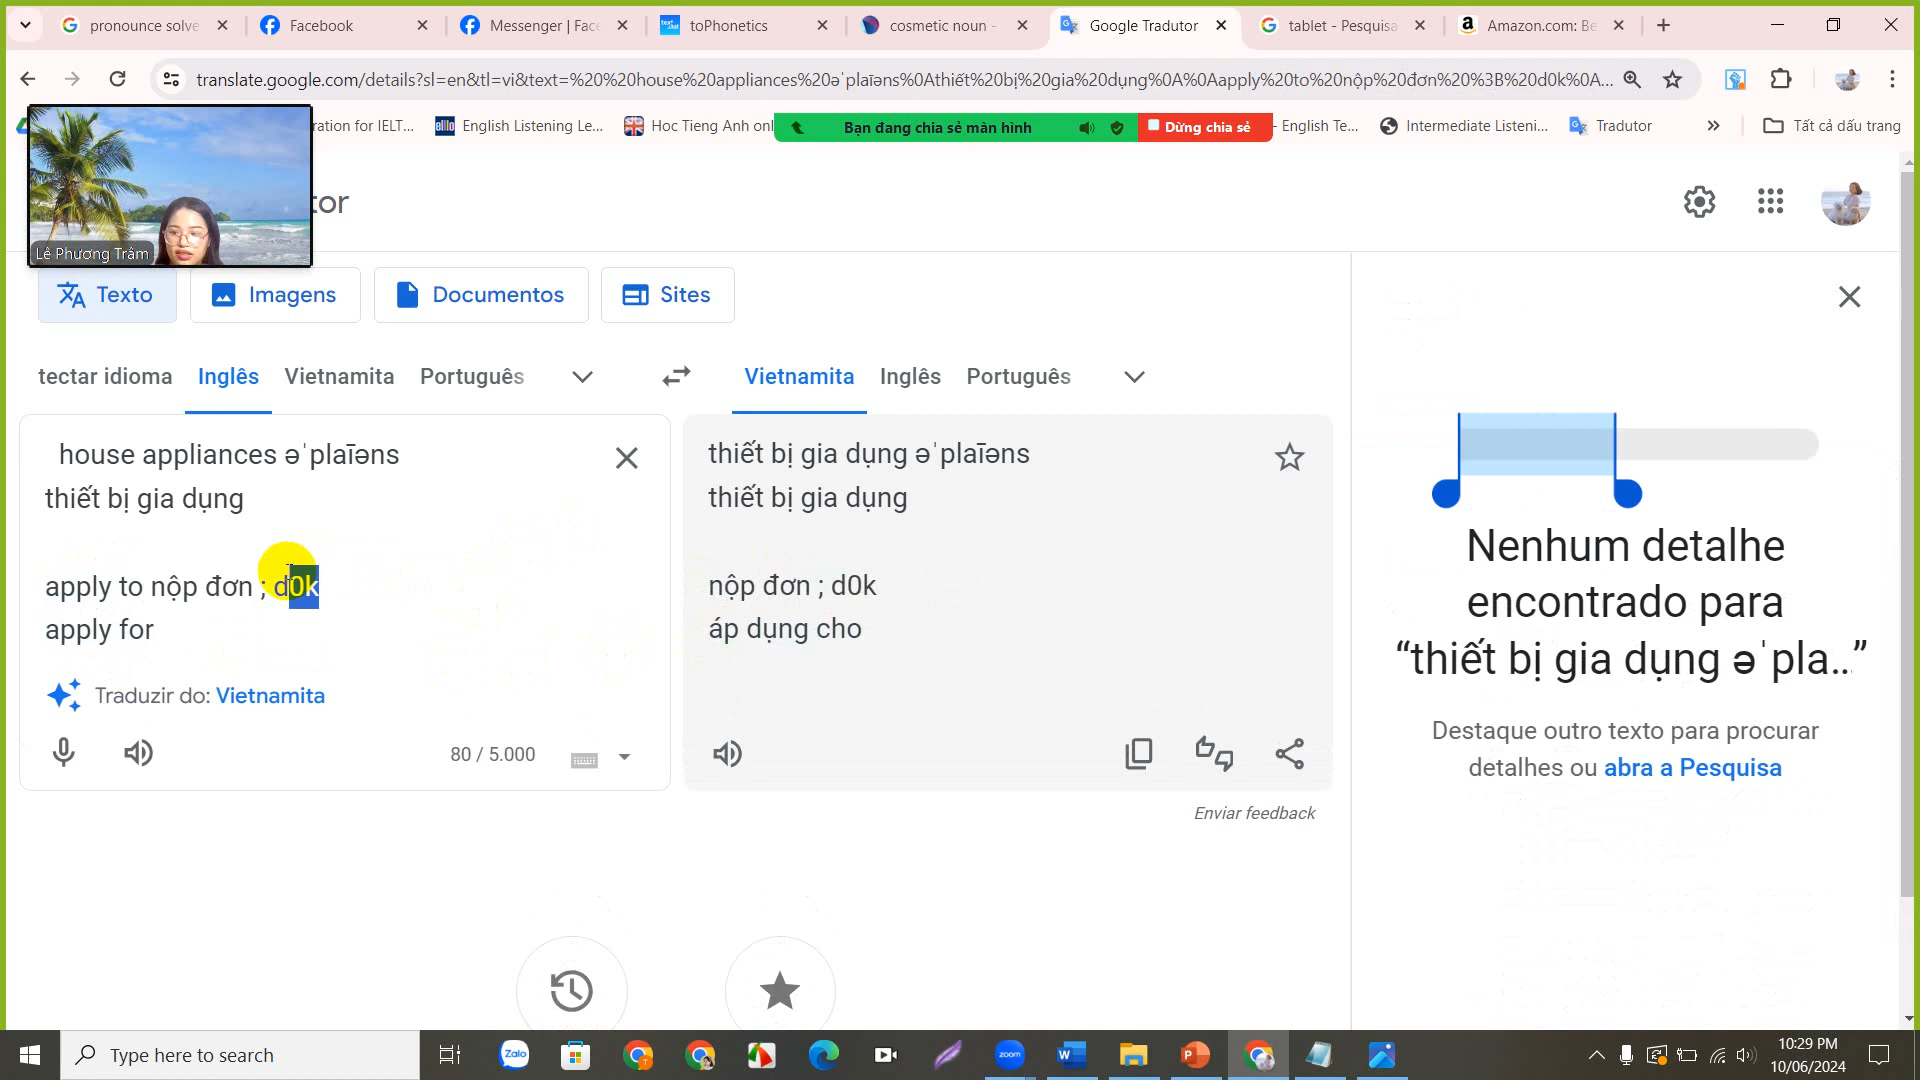 pronounce solve
Facebook
Messenger | Face
toPhonetics
cosmetic noun -
Google Tradutor
tablet - Pesquisa
Amazon.com: Be
translate.google.com/details?sl=en&tl=vi&text=%20%20house%20appliances%20əˈplaīəns%0Athiết%20bị%20gia%20dụng%0A%0Aapply%20to%20nộp%20đơn%20%3B%20d0k%0A...
ration for IELT...
English Listening Le...
Hoc Tieng Anh onl
Bạn đang chia sẻ màn hình
Dừng chia sẻ
English Te...
Intermediate Listeni...
Tradutor
Tất cả dấu trang
tor
Lê Phương Trâm
Texto
Imagens
Documentos
Sites
tectar idioma
Inglês
Vietnamita
Português
Vietnamita
Inglês
Português
house appliances əˈplaīəns
thiết bị gia dụng
apply to nộp đơn ; d0k
apply for
Traduzir do: Vietnamita
80 / 5.000
thiết bị gia dụng əˈplaīəns
thiết bị gia dụng
nộp đơn ; d0k
áp dụng cho
Enviar feedback
Nenhum detalhe
encontrado para
“thiết bị gia dụng əˈpla...”
Destaque outro texto para procurar
detalhes ou abra a Pesquisa
Type here to search
Zalo
zoom
10:29 PM
10/06/2024